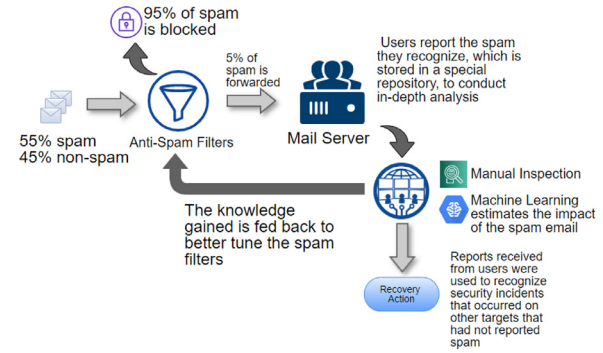 95% of spam
is blocked
5% of
spam is
forwarded
Users report the spam
they recognize, which is
stored in a special
repository, to conduct
in-depth analysis
55% spam
45% non-spam
Anti-Spam Filters
Mail Server
Manual Inspection
Machine Learning
estimates the impact
of the spam email
The knowledge
gained is fed back to
better tune the spam
filters
Recovery
Action
Reports received
from users were
used to recognize
security incidents
that occurred on
other targets that
had not reported
spam